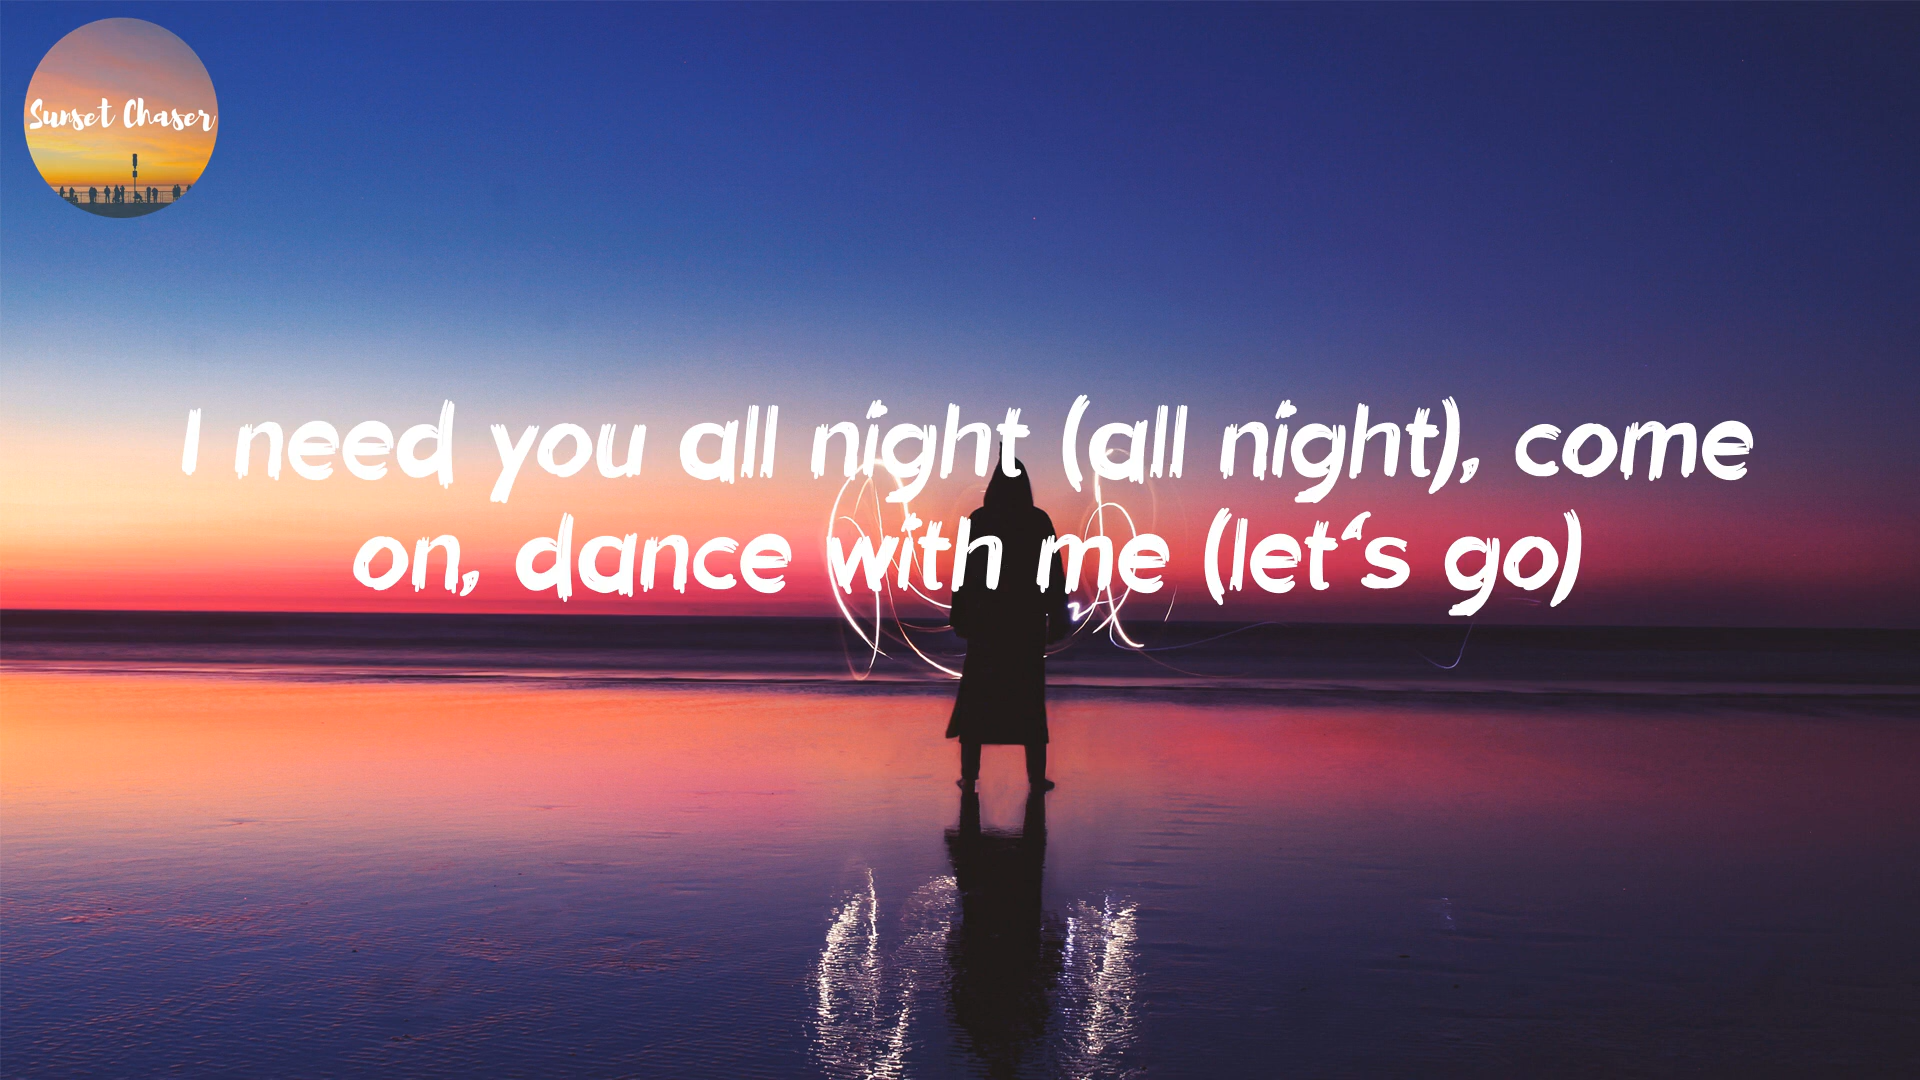 Sunset Chaser
I need you all night (all night), come
on, dance with me (let's go)